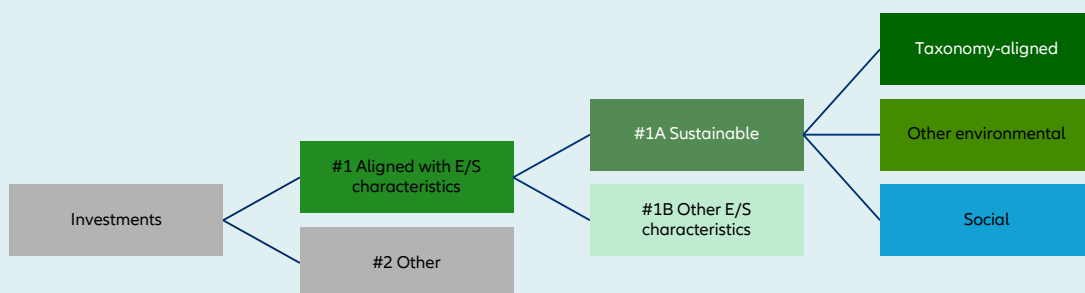 Investments
#1 Aligned with E/S
characteristics
#2 Other
#1A Sustainable
#1B Other E/S
characteristics
Taxonomy-aligned
Other environmental
Social